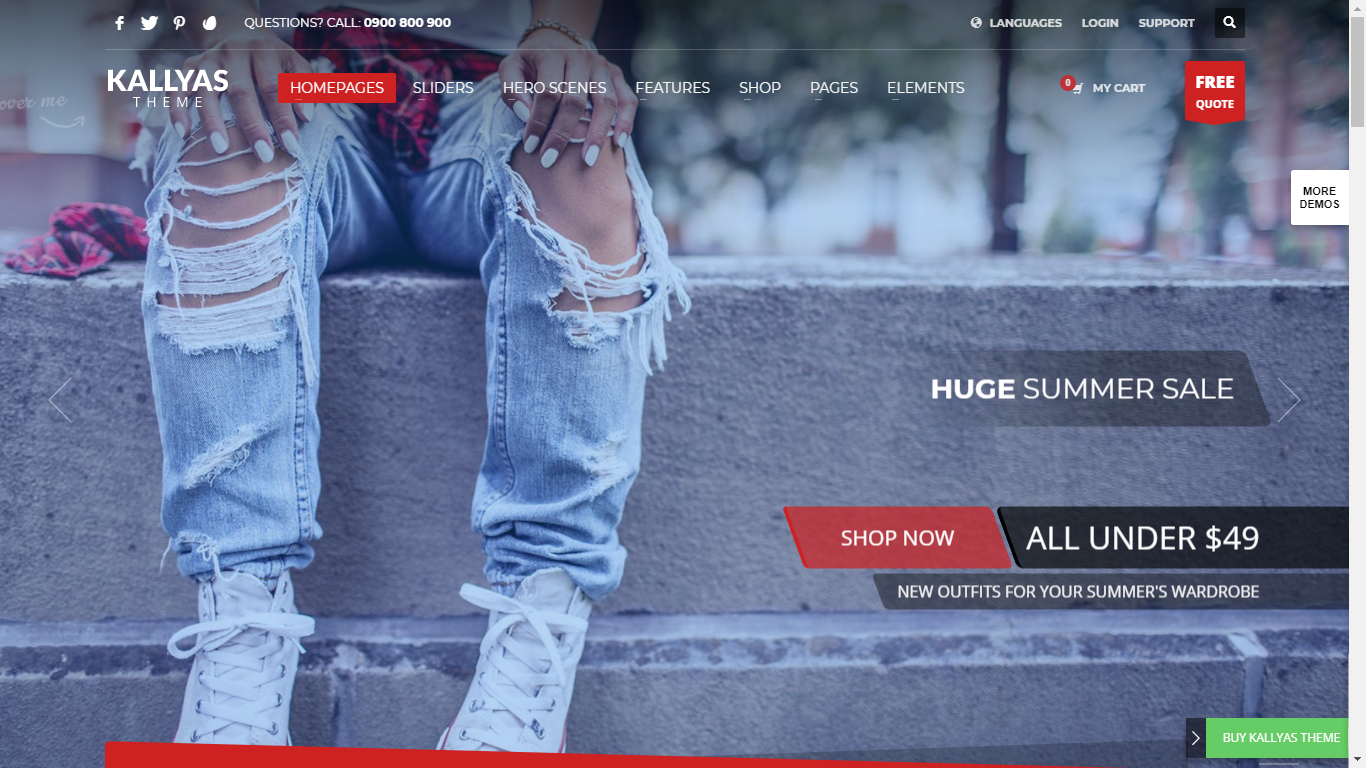 QUESTIONS? CALL: 0900 800 900
LANGUAGES
LOGIN
SUPPORT
KALLYAS
THEME
HOMEPAGES
SLIDERS
HERO SCENES
FEATURES
SHOP
PAGES
ELEMENTS
0
MY CART
FREE
QUOTE
over me
MORE
DEMOS
HUGE SUMMER SALE
SHOP NOW
ALL UNDER $49
NEW OUTFITS FOR YOUR SUMMER'S WARDROBE
BUY KALLYAS THEME